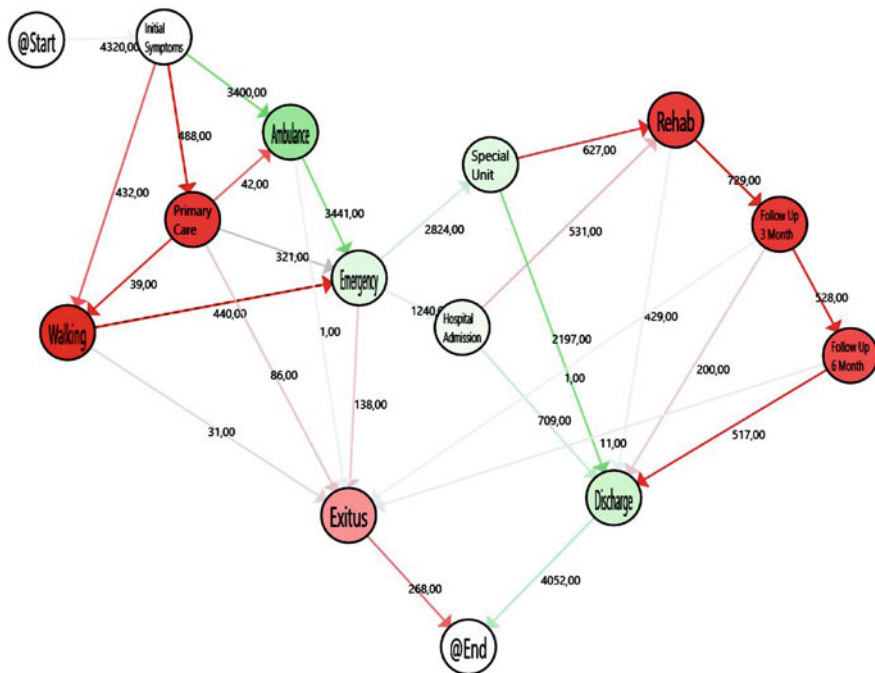 @Start
4320,00
Initial
Symptoms
3400,00
Ambulance
488,00
432,00
42,00
Primary
Care
3441,00
321,00
39,00
Emergency
Walking
440,00
1,00
86,00
138,00
31,00
Exitus
268,00
@End
Special
Unit
627,00
Rehab
2824,00
531,00
729,00
Follow Up
3 Month
1240,00
Hospital
Admission
429,00
528,00
2197,00
1,00
200,00
Follow Up
6 Month
709,00
11,00
517,00
Discharge
4052,00